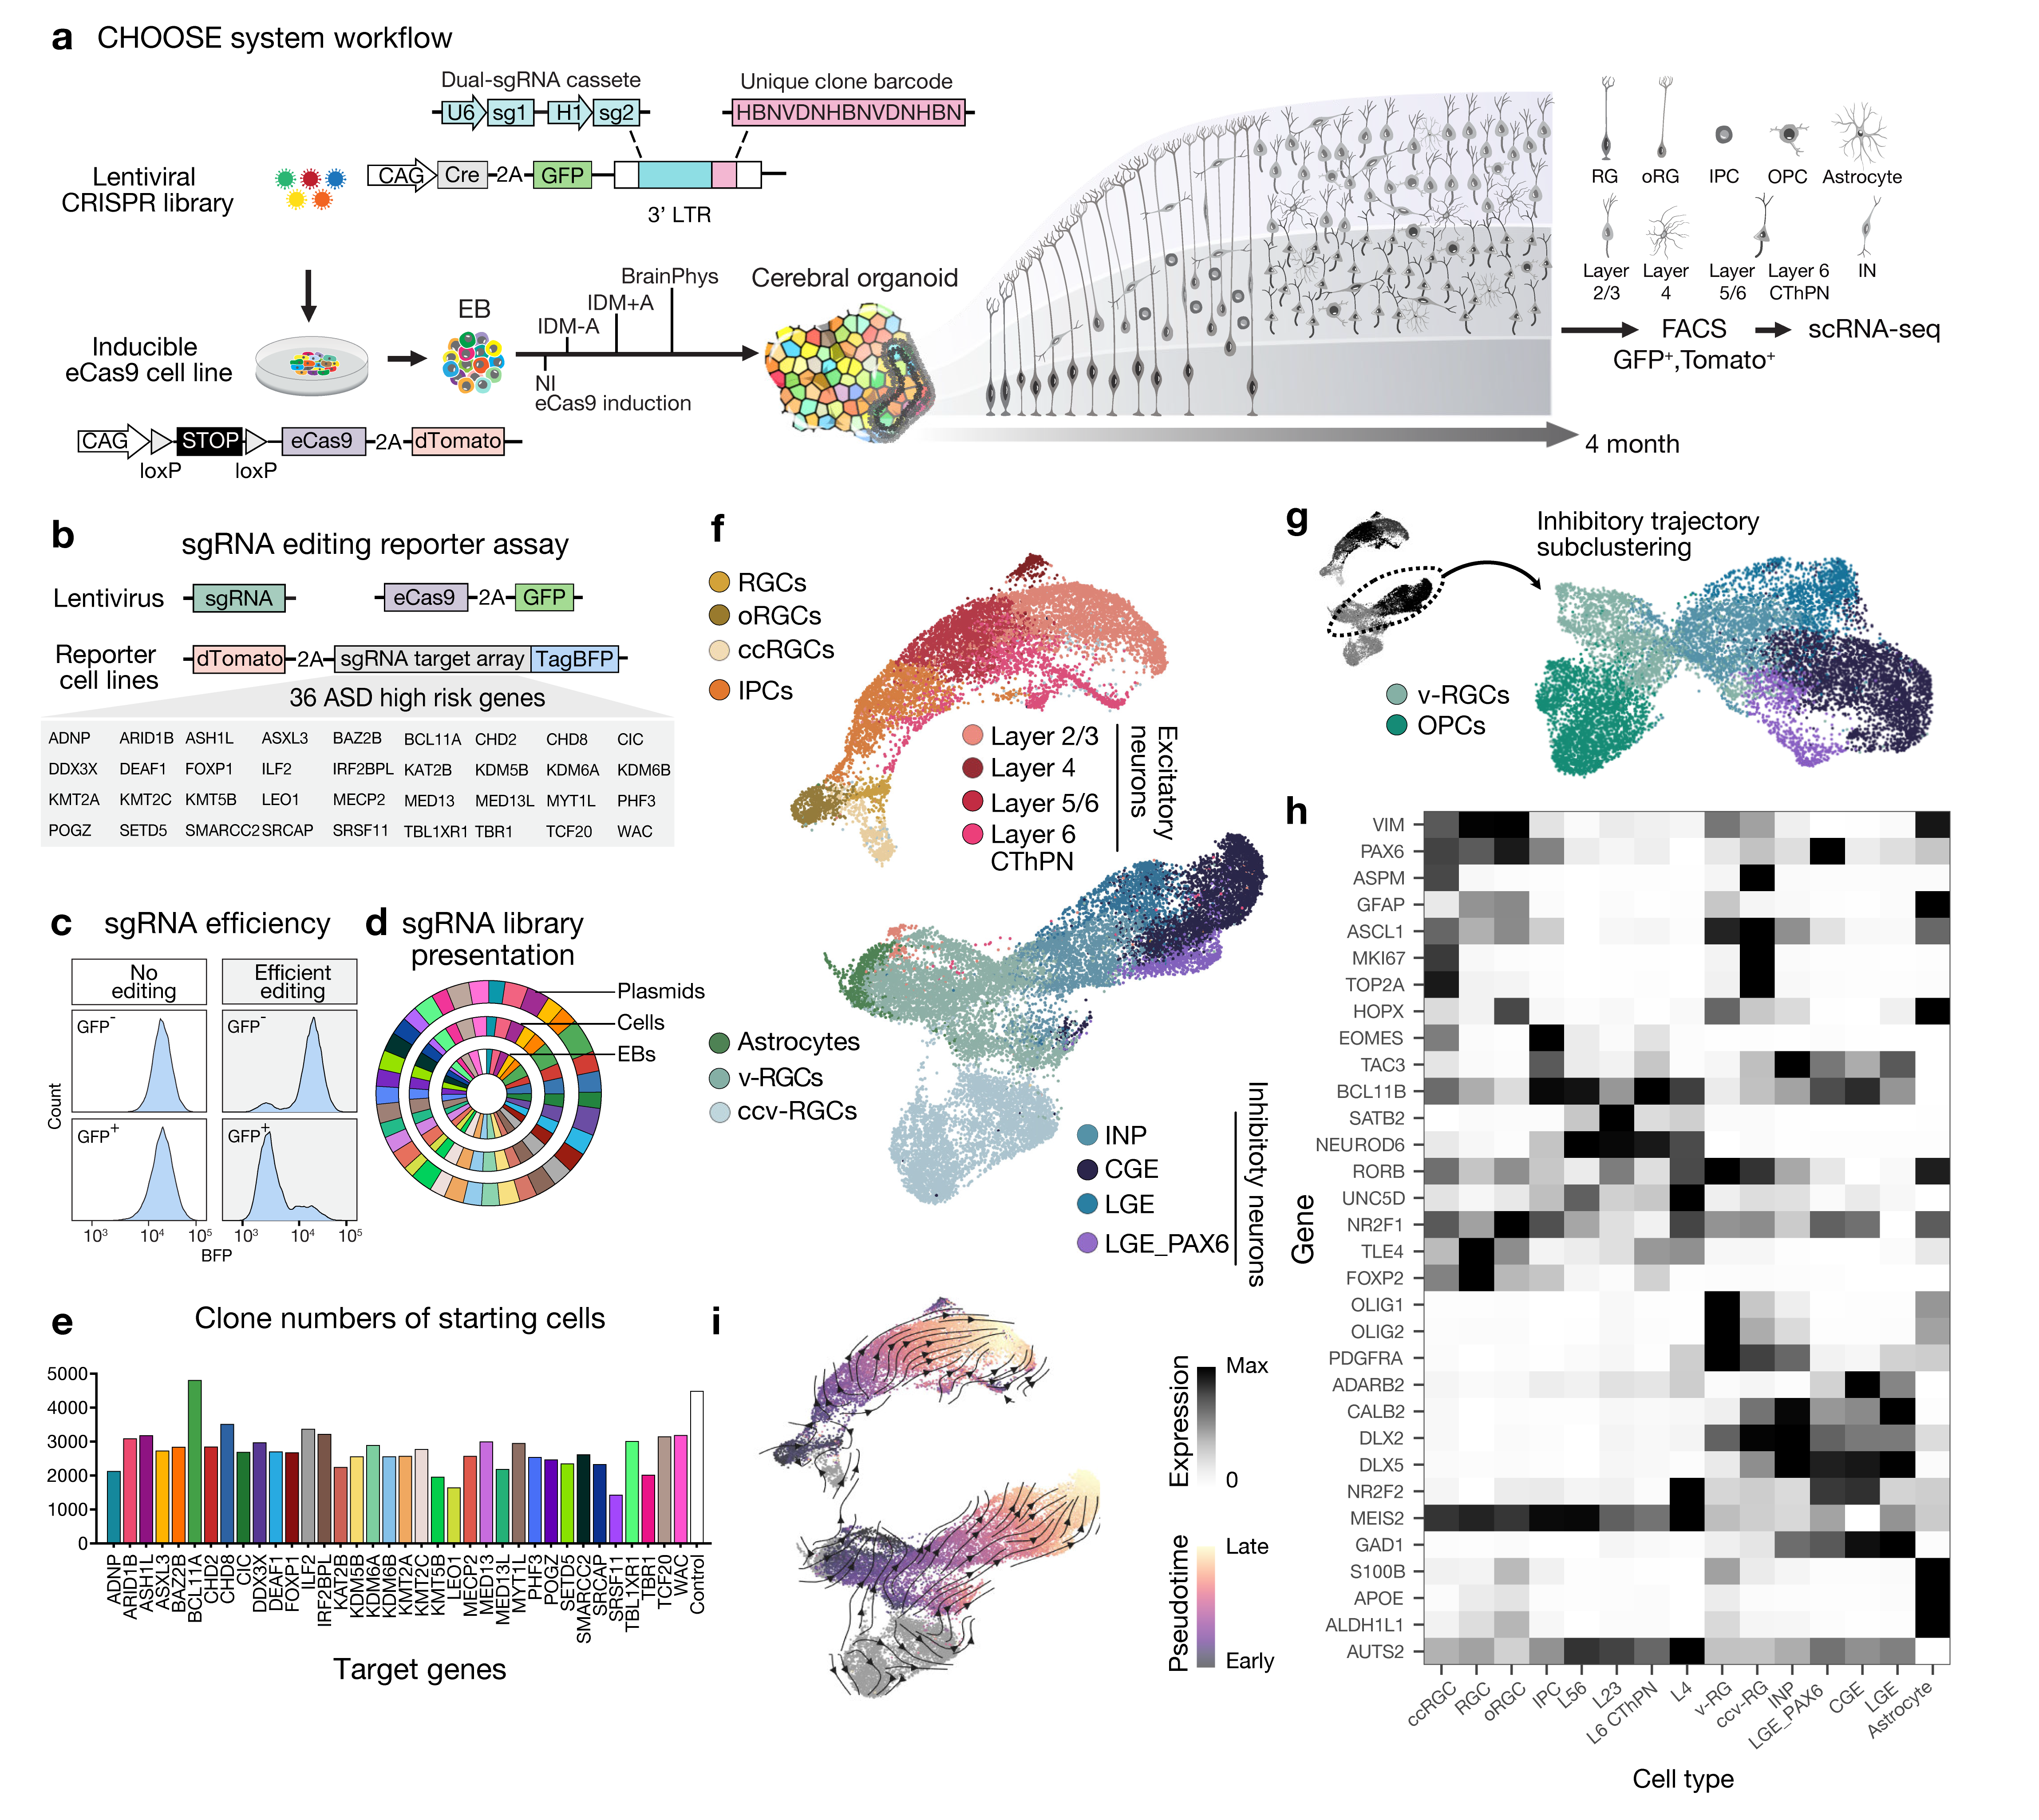 a CHOOSE system workflow
Dual-sgRNA cassete
Unique clone barcode
U6 sg1 H1 sg2
HBNVDNHBNVDNHBN
Lentiviral
CRISPR library
CAG Cre 2A GFP
3' LTR
Inducible
eCas9 cell line
EB
IDM-A
IDM+A
BrainPhys
NI
eCas9 induction
CAG STOP eCas9 2A dTomato
loxP loxP
Cerebral organoid
4 month
RG oRG IPC OPC Astrocyte
Layer 2/3
Layer 4
Layer 5/6
Layer 6 CThPN
IN
FACS
GFP⁺,Tomato⁺
scRNA-seq
b sgRNA editing reporter assay
Lentivirus sgRNA eCas9 2A GFP
Reporter
cell lines
dTomato 2A sgRNA target array TagBFP
36 ASD high risk genes
ADNP ARID1B ASH1L ASXL3 BAZ2B BCL11A CHD2 CHD8 CIC
DDX3X DEAF1 FOXP1 ILF2 IRF2BPL KAT2B KDM5B KDM6A KDM6B
KMT2A KMT2C KMT5B LEO1 MECP2 MED13 MED13L MYT1L PHF3
POGZ SETD5 SMARCC2 SRCAP SRSF11 TBL1XR1 TBR1 TCF20 WAC
c sgRNA efficiency
No
editing
Efficient
editing
GFP⁻ GFP⁻
GFP⁺ GFP⁺
Count
10³ 10⁴ 10⁵ 10³ 10⁴ 10⁵
BFP
d sgRNA library
presentation
Plasmids
Cells
EBs
e Clone numbers of starting cells
5000
4000
3000
2000
1000
0
ADNP
ARID1B
ASH1L
ASXL3
BAZ2B
BCL11A
CHD2
CHD8
CIC
DDX3X
DEAF1
FOXP1
ILF2
IRF2BPL
KAT2B
KDM5B
KDM6A
KDM6B
KMT2A
KMT2C
KMT5B
LEO1
MECP2
MED13
MED13L
MYT1L
PHF3
POGZ
SETD5
SMARCC2
SRCAP
SRSF11
TBL1XR1
TBR1
TCF20
WAC
Control
Target genes
f
RGCs
oRGCs
ccRGCs
IPCs
Layer 2/3
Layer 4
Layer 5/6
Layer 6
CThPN
Excitatory
neurons
Astrocytes
v-RGCs
ccv-RGCs
INP
CGE
LGE
LGE_PAX6
Inhibitoty neurons
g
Inhibitory trajectory
subclustering
v-RGCs
OPCs
h
Gene
VIM
PAX6
ASPM
GFAP
ASCL1
MKI67
TOP2A
HOPX
EOMES
TAC3
BCL11B
SATB2
NEUROD6
RORB
UNC5D
NR2F1
TLE4
FOXP2
OLIG1
OLIG2
PDGFRA
ADARB2
CALB2
DLX2
DLX5
NR2F2
MEIS2
GAD1
S100B
APOE
ALDH1L1
AUTS2
ccRGC
RGC
oRGC
IPC
L56
L23
L6 CThPN
L4
v-RG
ccv-RG
INP
LGE_PAX6
CGE
LGE
Astrocyte
Cell type
i
Expression
Max
0
Pseudotime
Late
Early